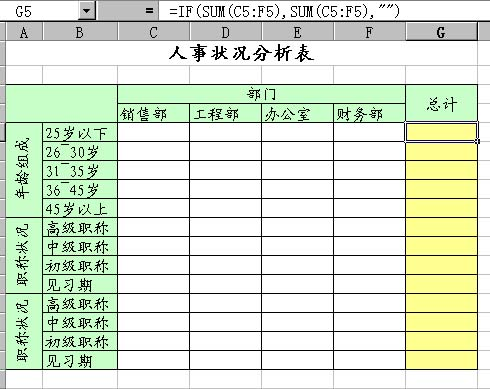 G5 = =IF(SUM(C5:F5),SUM(C5:F5),"")
A B C D E F G
人事状况分析表
部门 总计
销售部 工程部 办公室 财务部
年龄组成
25岁以下
26~30岁
31~35岁
36~45岁
45岁以上
职称状况
高级职称
中级职称
初级职称
见习期
职称状况
高级职称
中级职称
初级职称
见习期